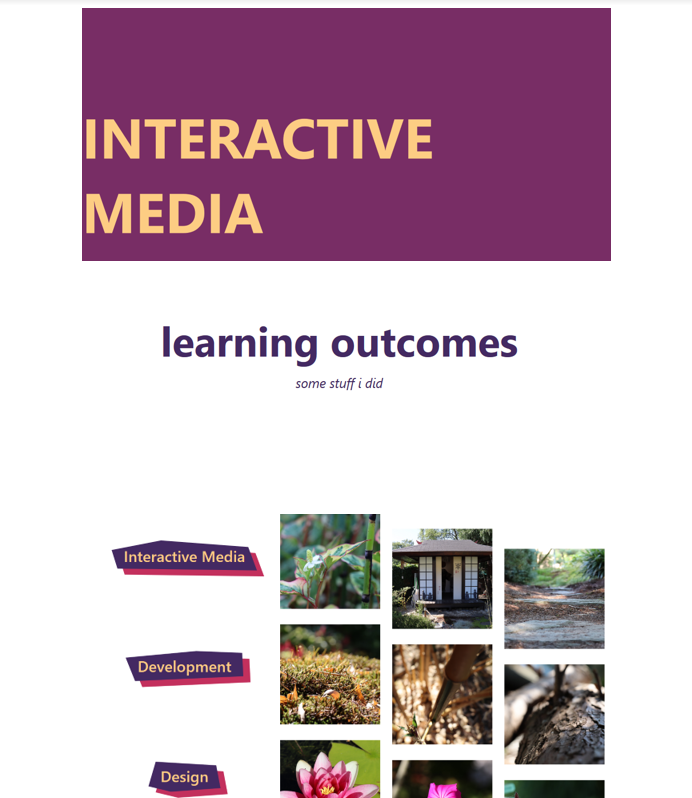 INTERACTIVE
MEDIA
learning outcomes
some stuff i did
Interactive Media
Development
Design